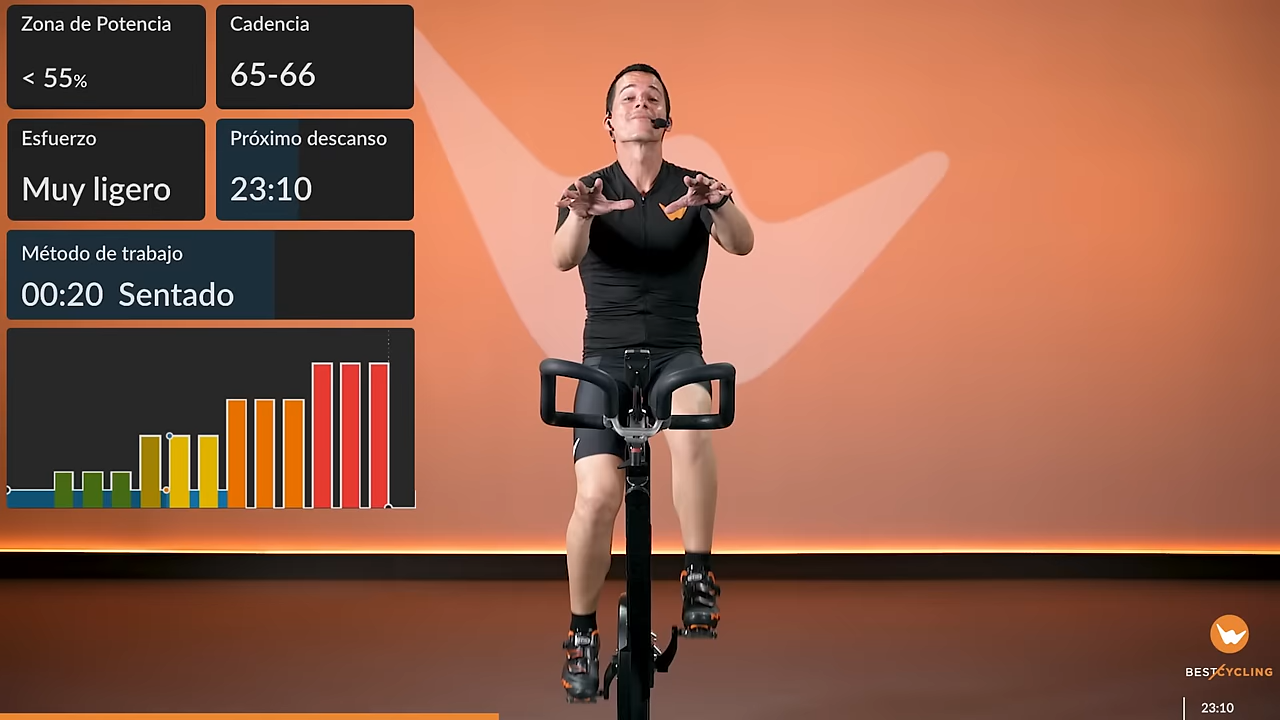 Zona de Potencia
< 55%
Cadencia
65-66
Esfuerzo
Muy ligero
Próximo descanso
23:10
Método de trabajo
00:20 Sentado
BESTCYCLING
23:10